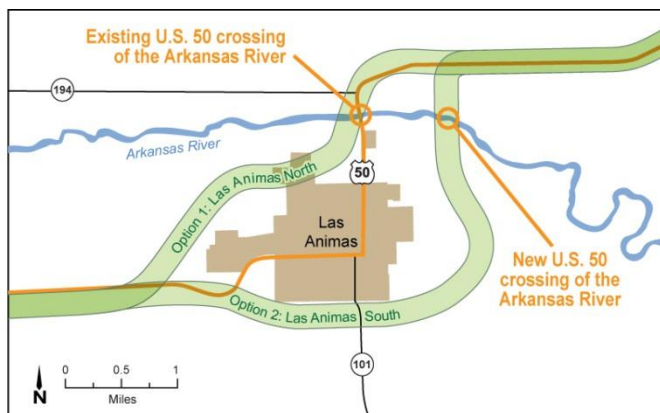 Existing U.S. 50 crossing
of the Arkansas River
194
Arkansas River
Option 1: Las Animas North
50
Las
Animas
New U.S. 50
crossing of the
Arkansas River
Option 2: Las Animas South
101
N
0 0.5 1
Miles